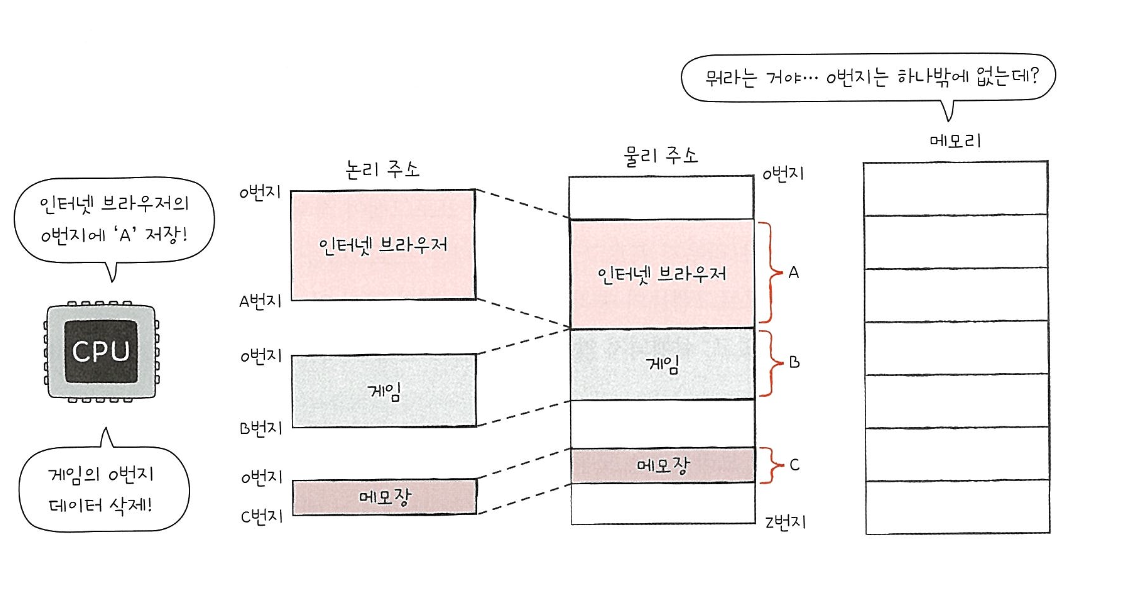 뭐라는 거야… 0번지는 하나밖에 없는데?
메모리
논리 주소
물리 주소
인터넷 브라우저의
0번지에 'A' 저장!
CPU
게임의 0번지
데이터 삭제!
0번지
인터넷 브라우저
A번지
0번지
게임
B번지
0번지
메모장
C번지
0번지
인터넷 브라우저
A
게임
B
메모장
C
Z번지